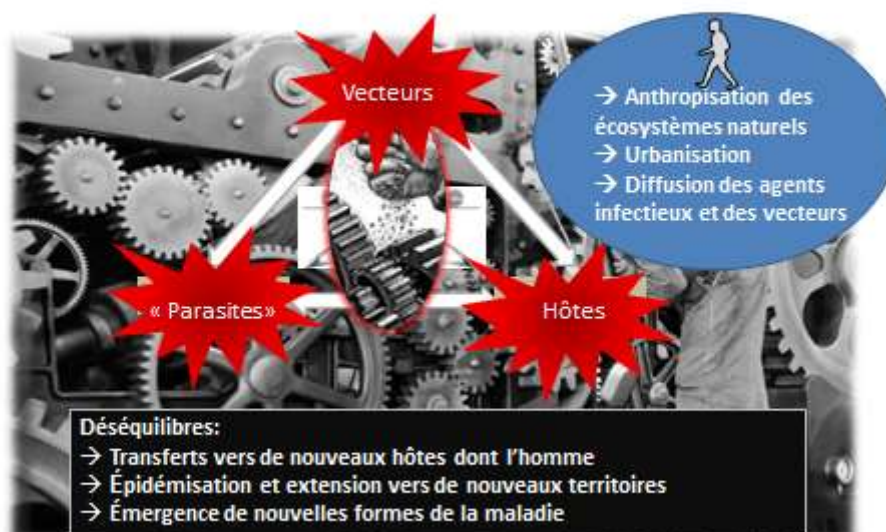 Vecteurs
→ Anthropisation des
écosystèmes naturels
→ Urbanisation
→ Diffusion des agents
infectieux et des vecteurs
« Parasites»
Hôtes
Déséquilibres:
→ Transferts vers de nouveaux hôtes dont l’homme
→ Épidémisation et extension vers de nouveaux territoires
→ Émergence de nouvelles formes de la maladie